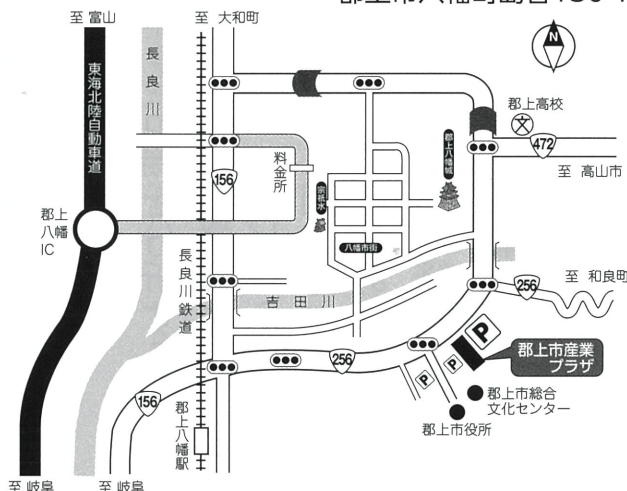 至 富山
至 大和町
N
東海北陸自動車道
長良川
郡上高校
文
472
至 高山市
156
料金所
宗祇水
郡上八幡城
郡上
八幡
IC
八幡市街
長良川鉄道
吉田川
256
至 和良町
P
郡上市産業
プラザ
256
P
P
156
郡上市総合
文化センター
郡上市役所
郡上八幡駅
至 岐阜
至 岐阜